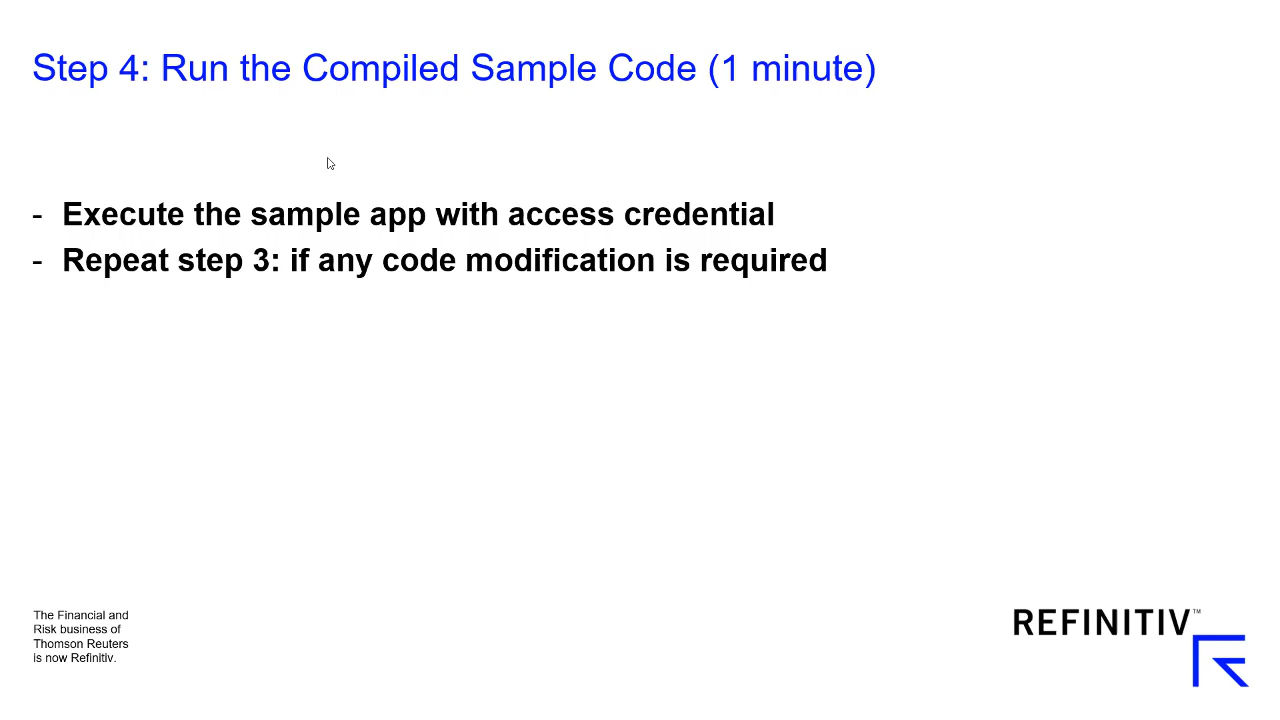 Step 4: Run the Compiled Sample Code (1 minute)
- Execute the sample app with access credential
- Repeat step 3: if any code modification is required
The Financial and
Risk business of
Thomson Reuters
is now Refinitiv.
REFINITIV™